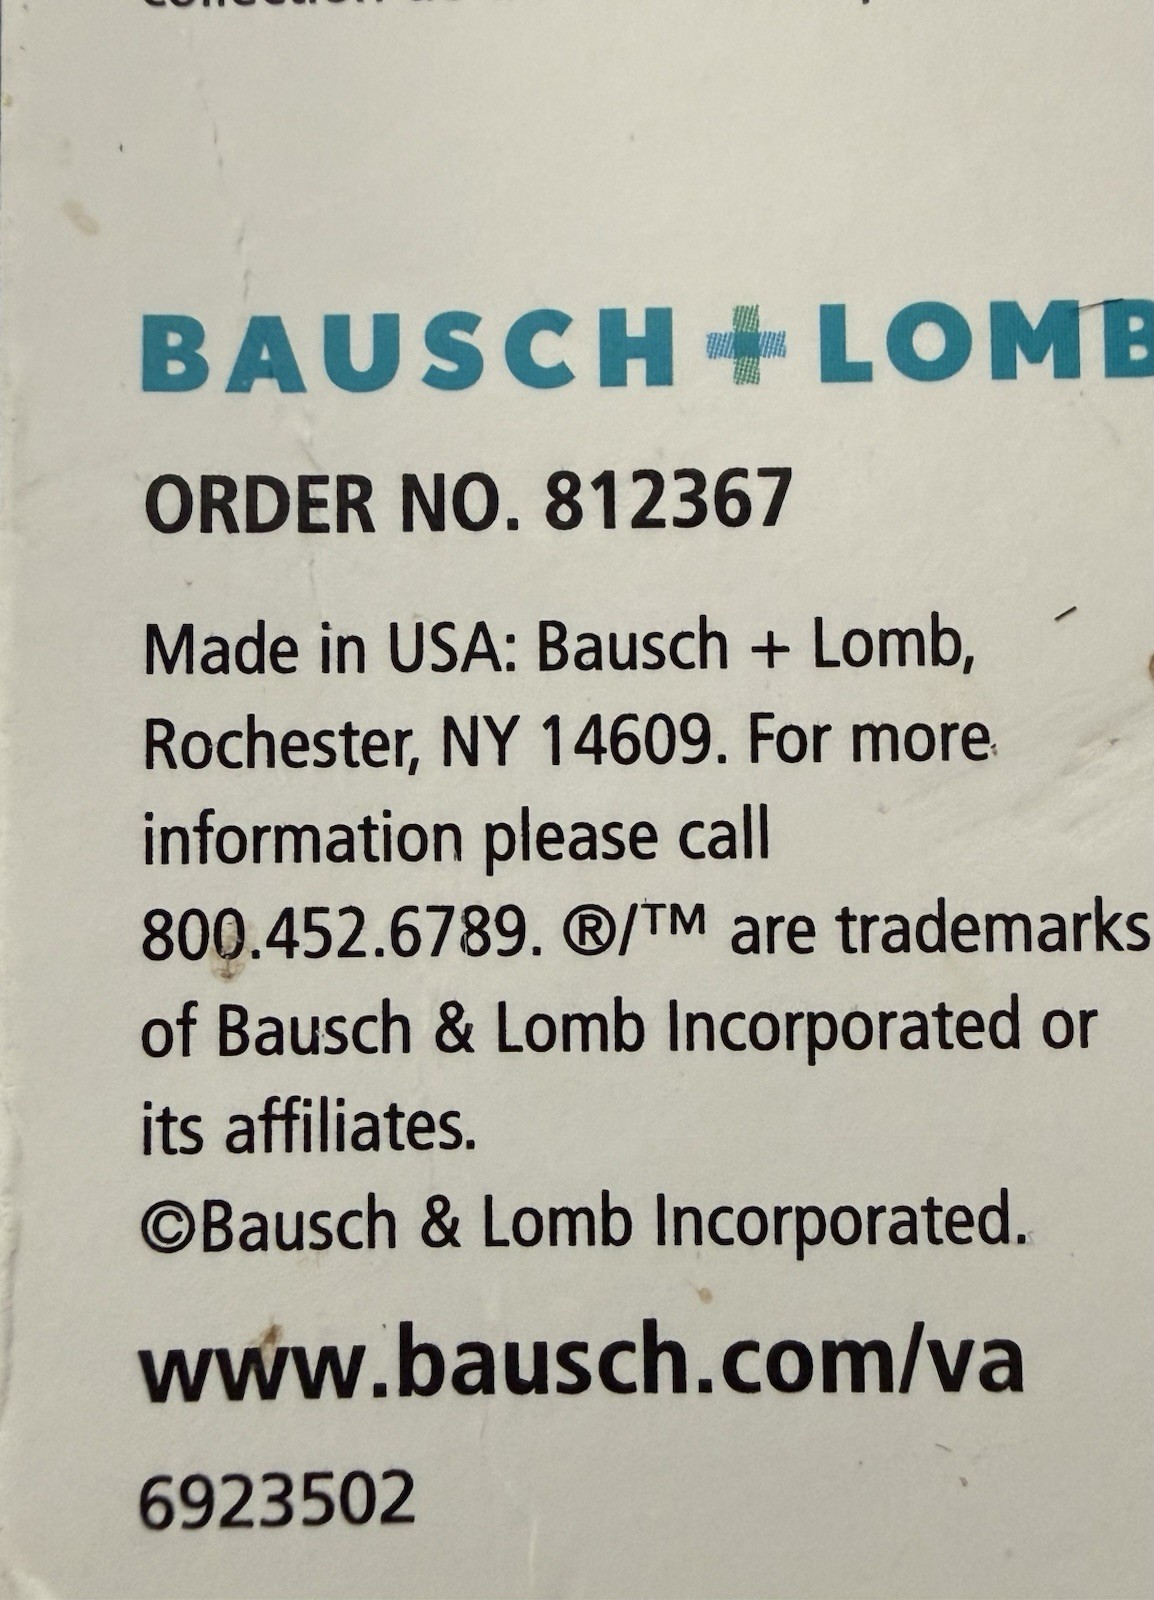 BAUSCH + LOMB
ORDER NO. 812367
Made in USA: Bausch + Lomb,
Rochester, NY 14609. For more
information please call
800.452.6789. ®/™ are trademarks
of Bausch & Lomb Incorporated or
its affiliates.
©Bausch & Lomb Incorporated.
www.bausch.com/va
6923502